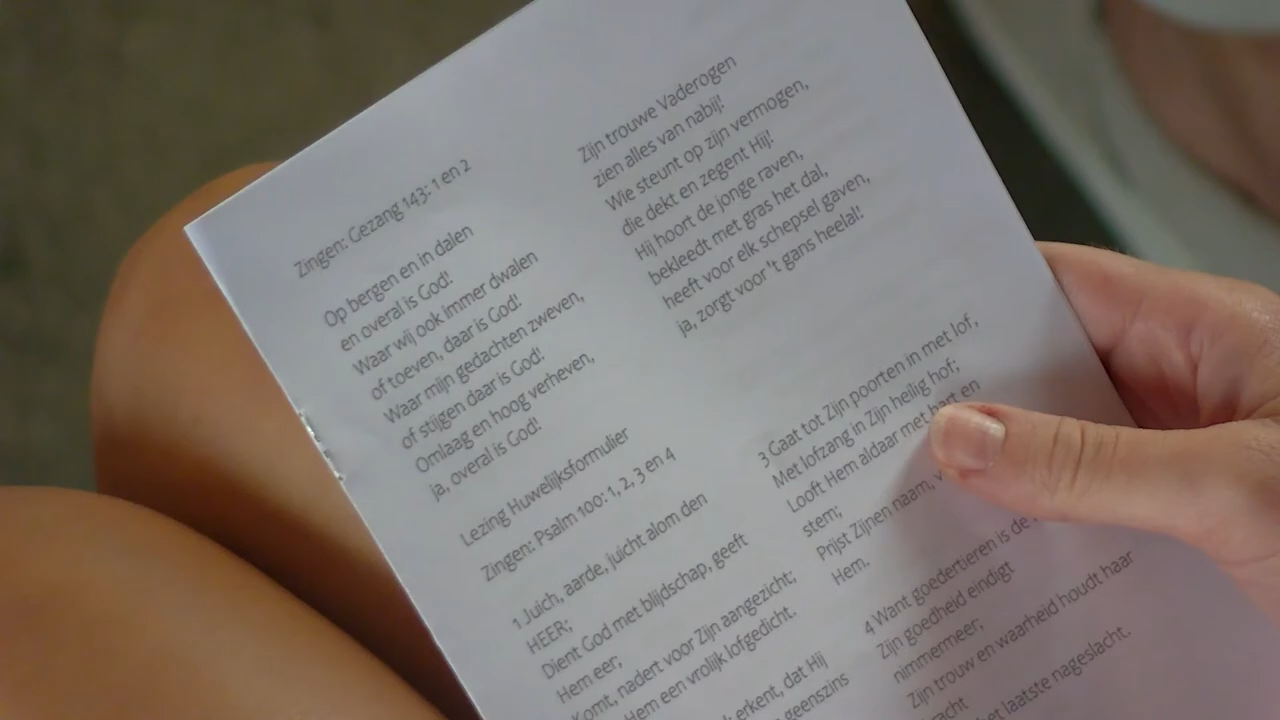 Zingen: Gezang 143: 1 en 2
Op bergen en in dalen
en overal is God!
Waar wij ook immer dwalen
of toeven, daar is God!
Waar mijn gedachten zweven,
of stijgen daar is God!
Omlaag en hoog verheven,
ja, overal is God!
Lezing Huwelijksformulier
Zingen: Psalm 100: 1, 2, 3 en 4
1 Juich, aarde, juicht alom den
HEER;
Dient God met blijdschap, geeft
Hem eer;
Komt, nadert voor Zijn aangezicht;
Hem een vrolijk lofgedicht.
erkent, dat Hij
geenszins
Zijn trouwe Vaderogen
zien alles van nabij!
Wie steunt op zijn vermogen,
die dekt en zegent Hij!
Hij hoort de jonge raven,
bekleedt met gras het dal,
heeft voor elk schepsel gaven,
ja, zorgt voor 't gans heelal!
3 Gaat tot Zijn poorten in met lof,
Met lofzang in Zijn heilig hof;
Looft Hem aldaar met hart en
stem;
Prijst Zijnen naam,
Hem.
4 Want goedertieren is de
Zijn goedheid eindigt
nimmermeer;
Zijn trouw en waarheid houdt haar
het laatste nageslacht.